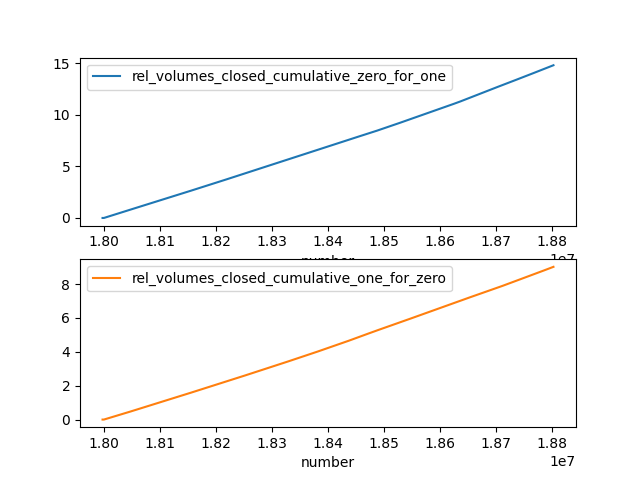 rel_volumes_closed_cumulative_zero_for_one
15
10
5
0
1.80 1.81 1.82 1.83 1.84 1.85 1.86 1.87 1.88
number
1e7
rel_volumes_closed_cumulative_one_for_zero
8
6
4
2
0
1.80 1.81 1.82 1.83 1.84 1.85 1.86 1.87 1.88
number
1e7